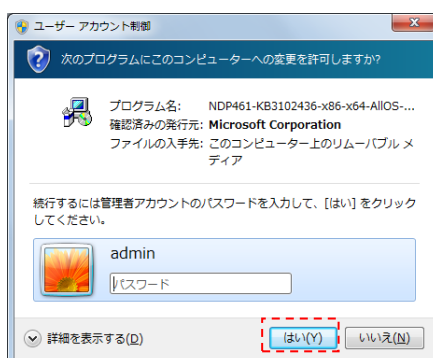 ユーザー アカウント制御
次のプログラムにこのコンピューターへの変更を許可しますか?
プログラム名: NDP461-KB3102436-x86-x64-AllOS-...
確認済みの発行元: Microsoft Corporation
ファイルの入手先: このコンピューター上のリムーバブル メ
ディア
続行するには管理者アカウントのパスワードを入力して、[はい] をクリック
してください。
admin
パスワード
詳細を表示する(D) はい(Y) いいえ(N)